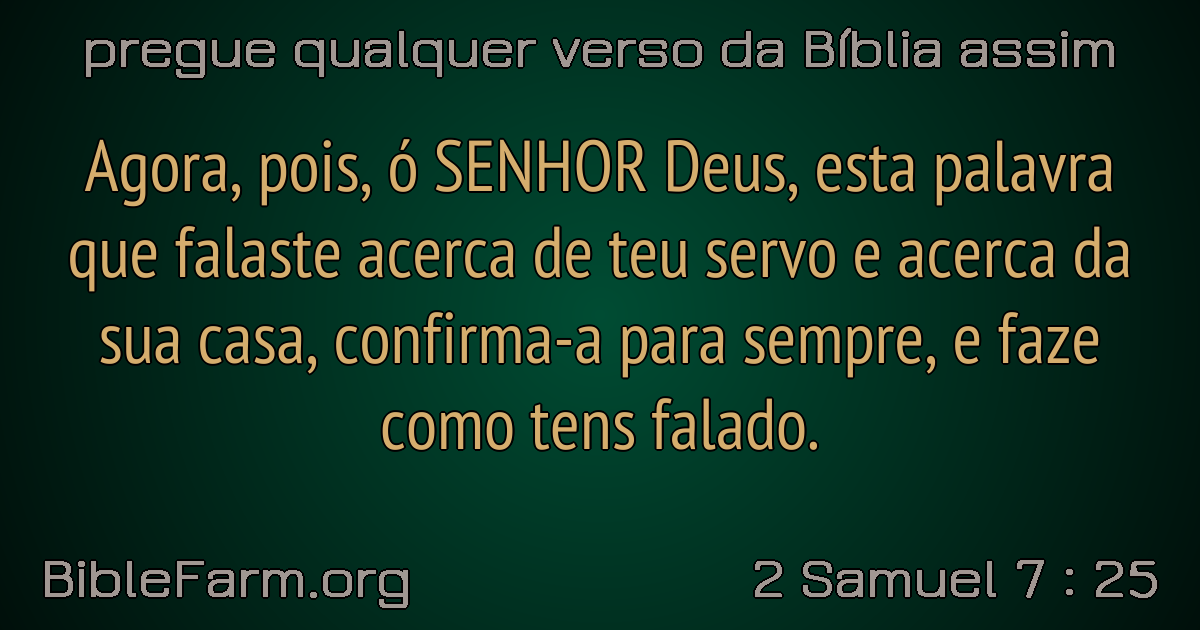 pregue qualquer verso da Bíblia assim
Agora, pois, ó SENHOR Deus, esta palavra
que falaste acerca de teu servo e acerca da
sua casa, confirma-a para sempre, e faze
como tens falado.
BibleFarm.org
2 Samuel 7 : 25